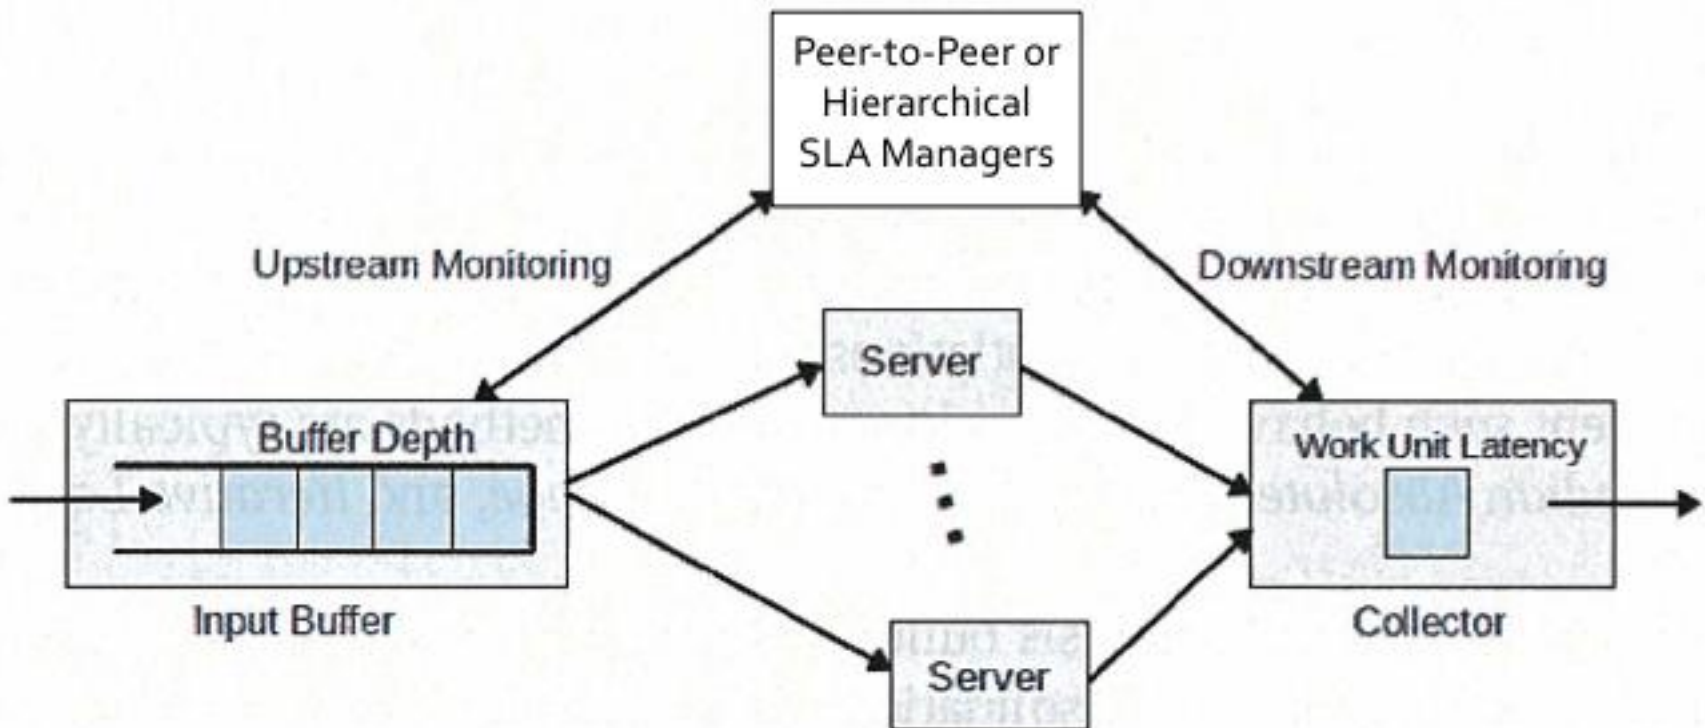 Peer-to-Peer or
Hierarchical
SLA Managers
Upstream Monitoring
Downstream Monitoring
Server
Buffer Depth
Work Unit Latency
Input Buffer
Collector
Server